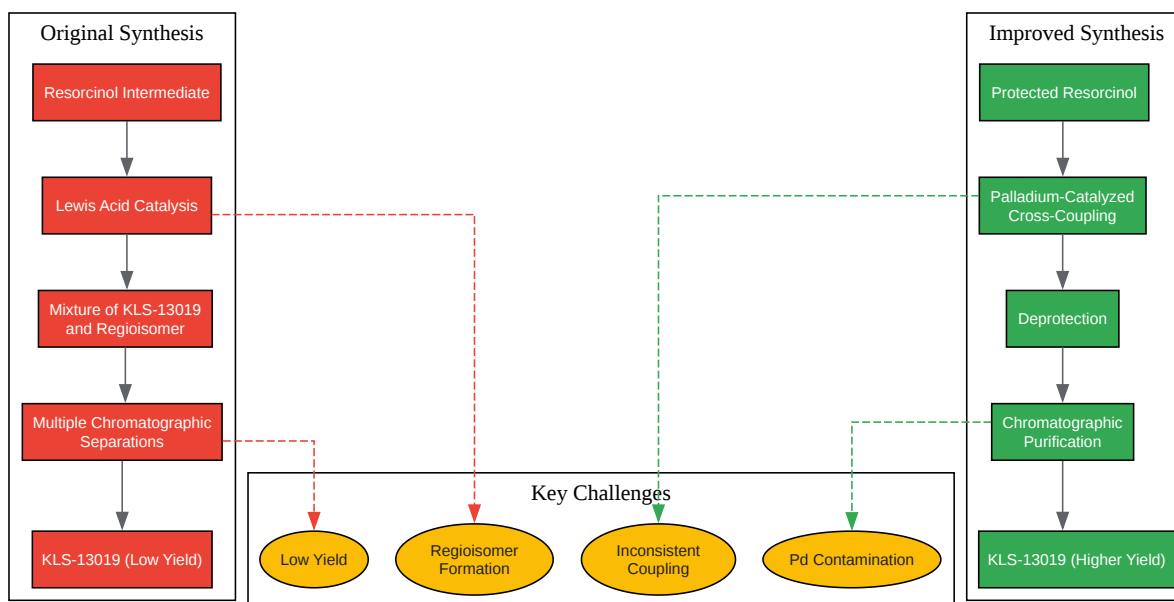 Original Synthesis
Resorcinol Intermediate
Lewis Acid Catalysis
Mixture of KLS-13019
and Regioisomer
Multiple Chromatographic
Separations
KLS-13019 (Low Yield)
Key Challenges
Low Yield
Regioisomer
Formation
Inconsistent
Coupling
Pd Contamination
Improved Synthesis
Protected Resorcinol
Palladium-Catalyzed
Cross-Coupling
Deprotection
Chromatographic
Purification
KLS-13019 (Higher Yield)